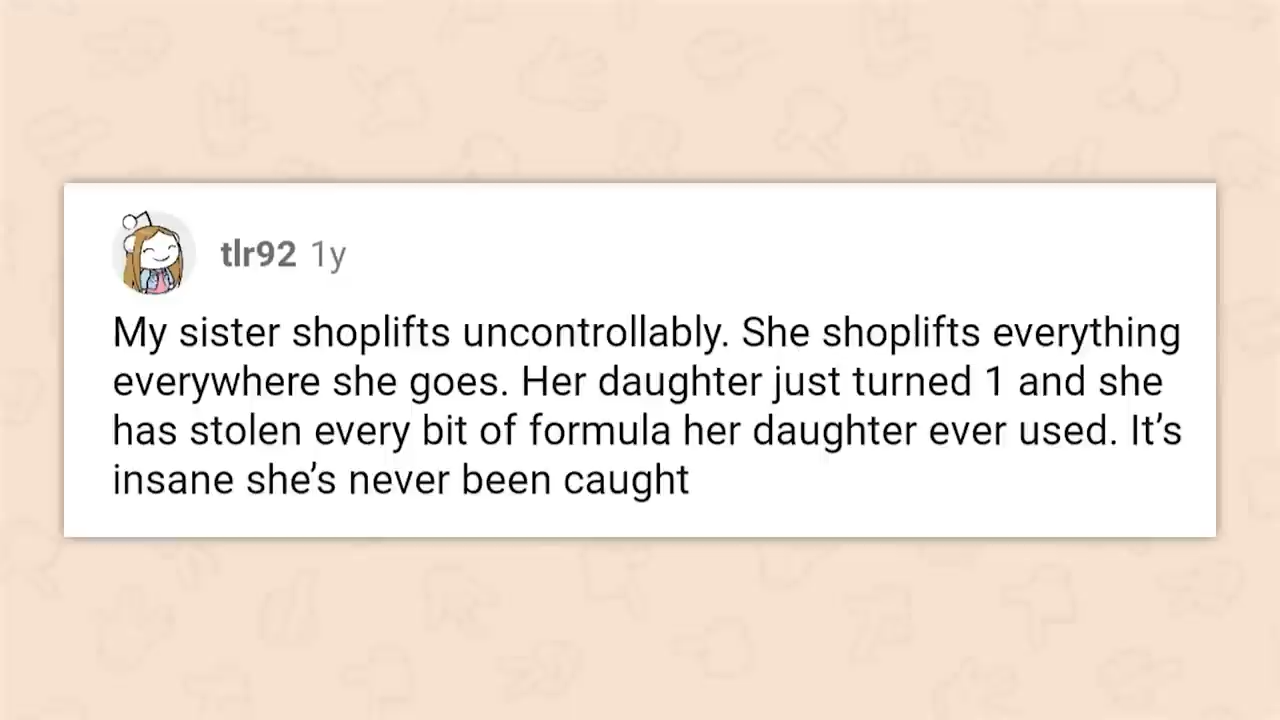 tlr92 1y
My sister shoplifts uncontrollably. She shoplifts everything
everywhere she goes. Her daughter just turned 1 and she
has stolen every bit of formula her daughter ever used. It’s
insane she’s never been caught